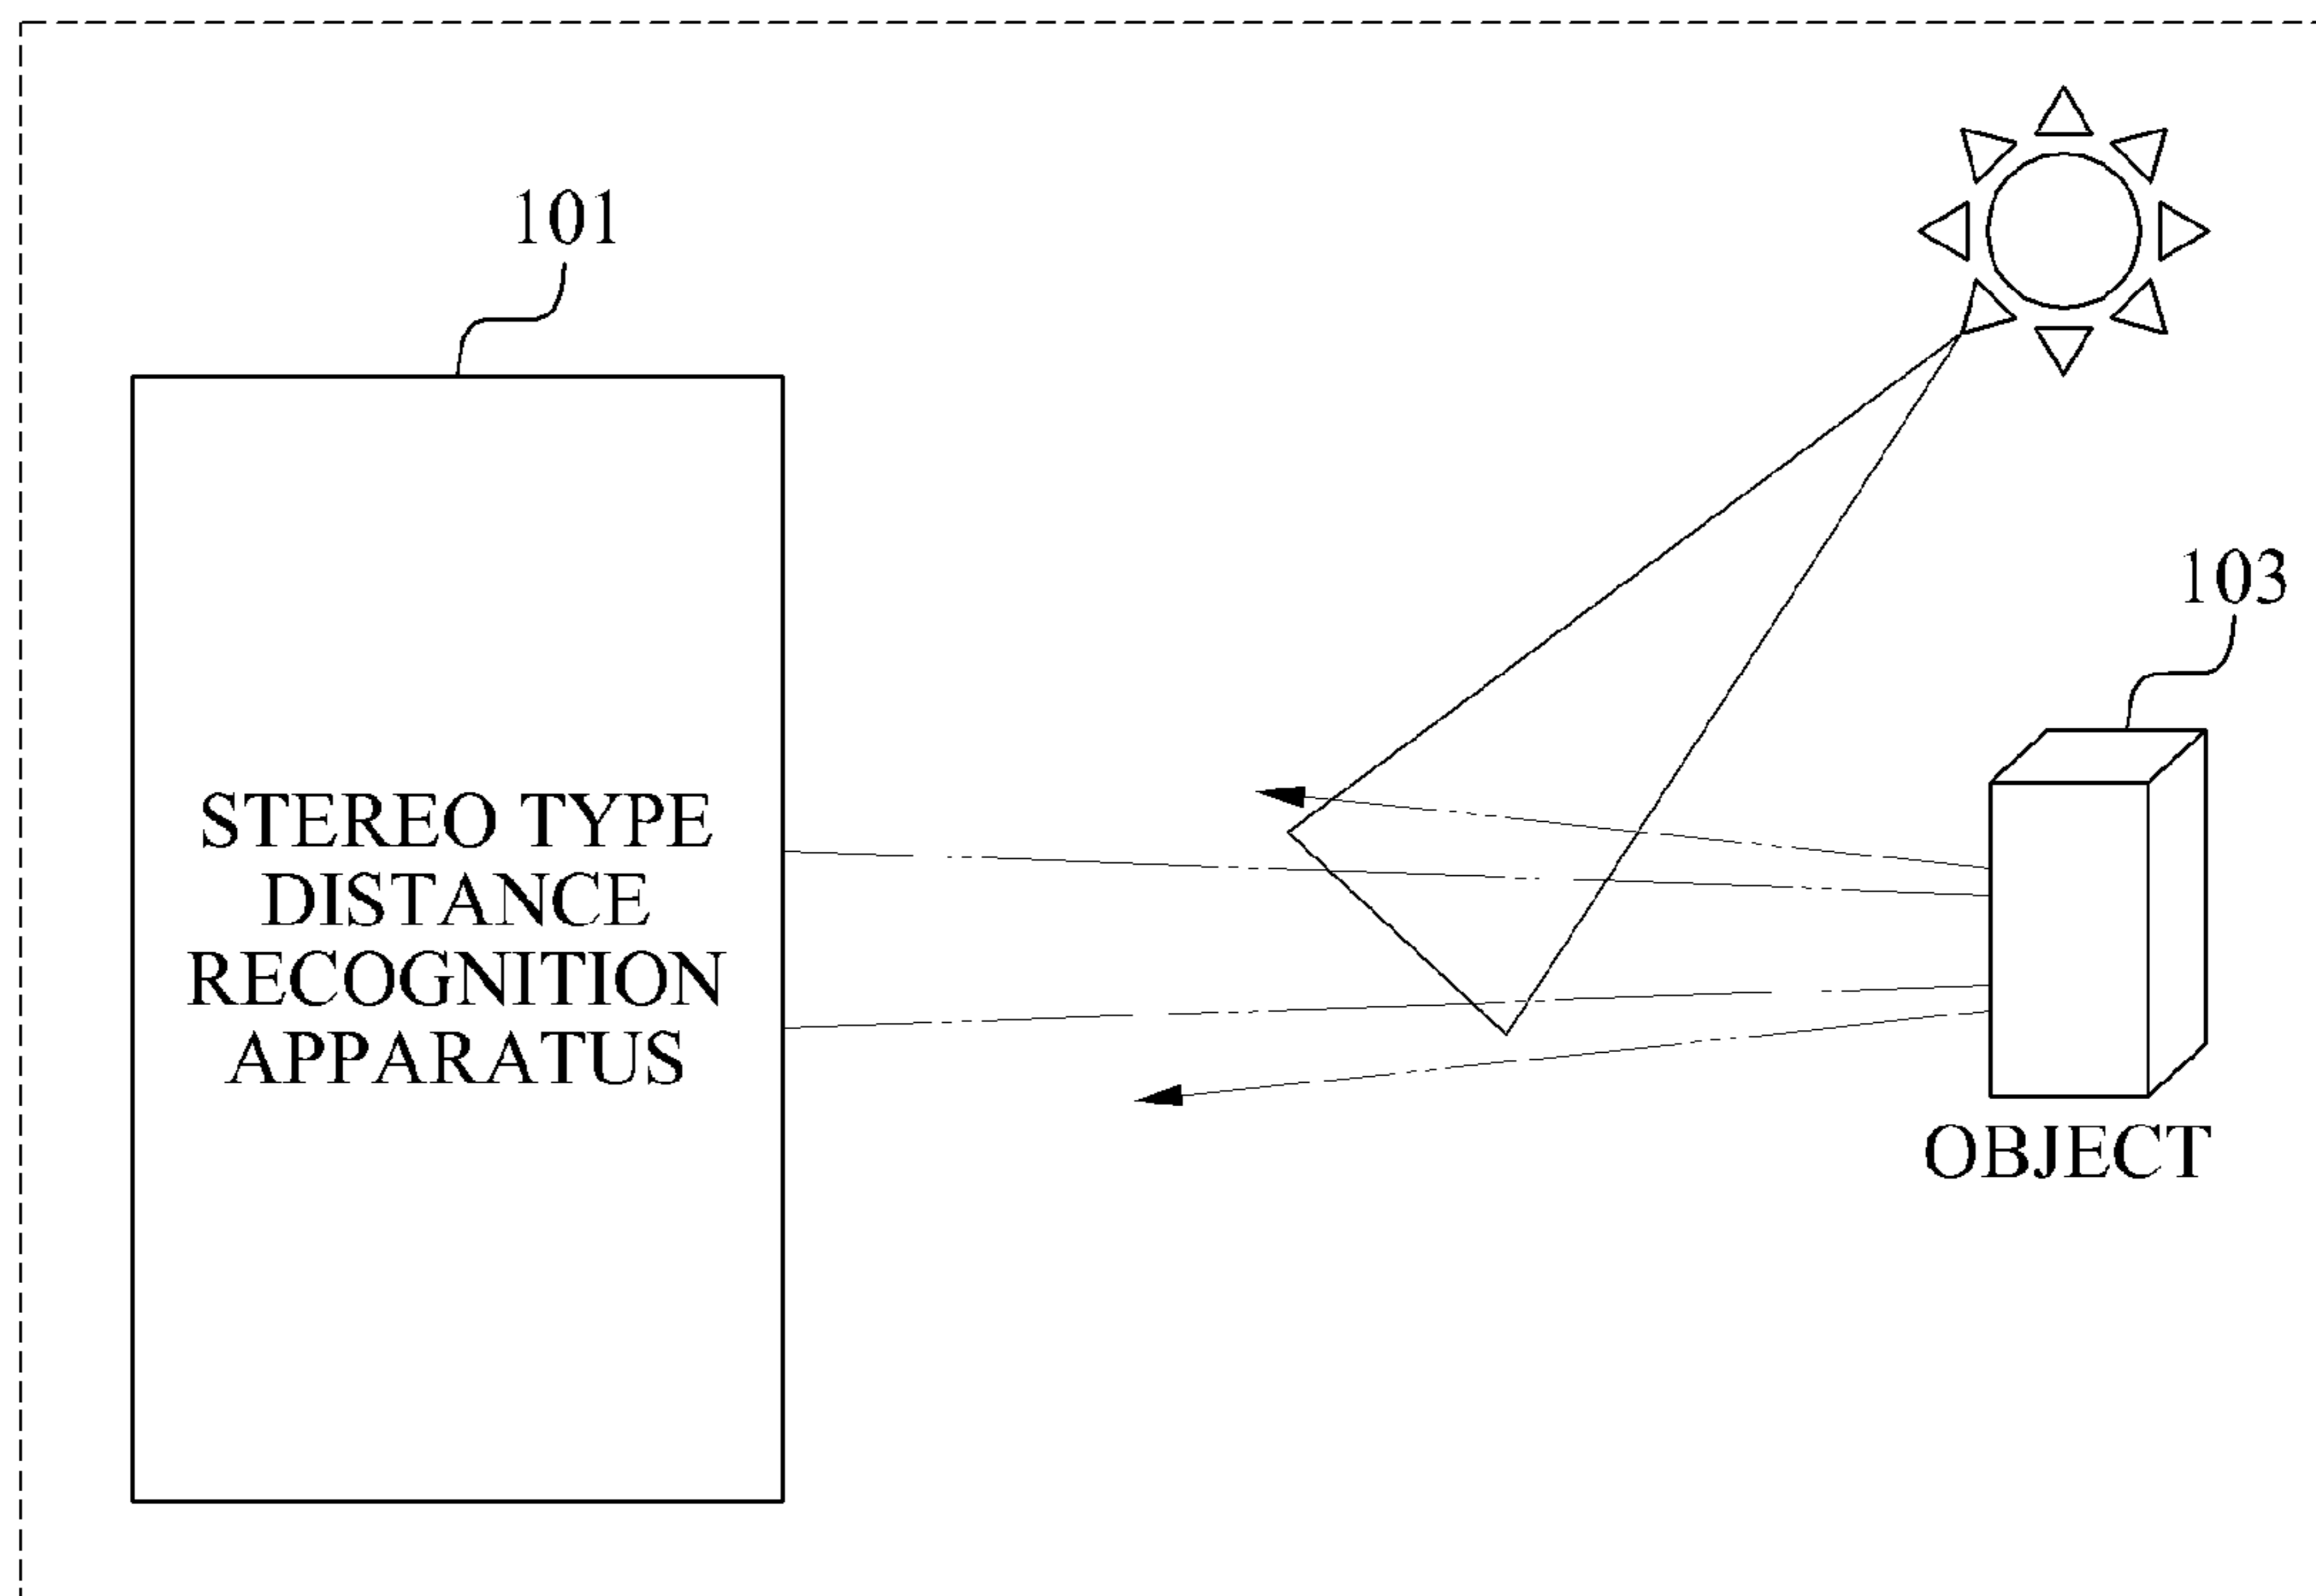 101
103
STEREO TYPE
DISTANCE
RECOGNITION
APPARATUS
OBJECT